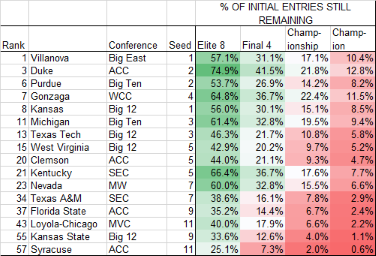 % OF INITIAL ENTRIES STILL
REMAINING
Rank Conference Seed Elite 8 Final 4 Champ-ionship Champ-ion
1 Villanova Big East 1 57.1% 31.1% 17.1% 10.4%
3 Duke ACC 2 74.9% 41.5% 21.8% 12.8%
6 Purdue Big Ten 2 53.7% 26.9% 14.2% 8.2%
7 Gonzaga WCC 4 64.8% 36.7% 22.4% 11.5%
8 Kansas Big 12 1 56.0% 30.1% 15.1% 8.5%
11 Michigan Big Ten 3 61.4% 32.8% 19.5% 9.4%
13 Texas Tech Big 12 3 46.3% 21.7% 10.8% 5.8%
15 West Virginia Big 12 5 42.9% 20.2% 9.7% 5.2%
20 Clemson ACC 5 44.0% 21.1% 9.3% 4.7%
21 Kentucky SEC 5 66.4% 36.7% 17.6% 7.7%
23 Nevada MW 7 60.0% 32.8% 15.5% 6.6%
34 Texas A&M SEC 7 38.6% 16.1% 7.8% 2.9%
37 Florida State ACC 9 35.2% 14.4% 6.7% 2.4%
43 Loyola-Chicago MVC 11 40.0% 17.9% 6.6% 2.2%
55 Kansas State Big 12 9 33.6% 12.6% 4.0% 1.1%
57 Syracuse ACC 11 25.1% 7.3% 2.0% 0.6%